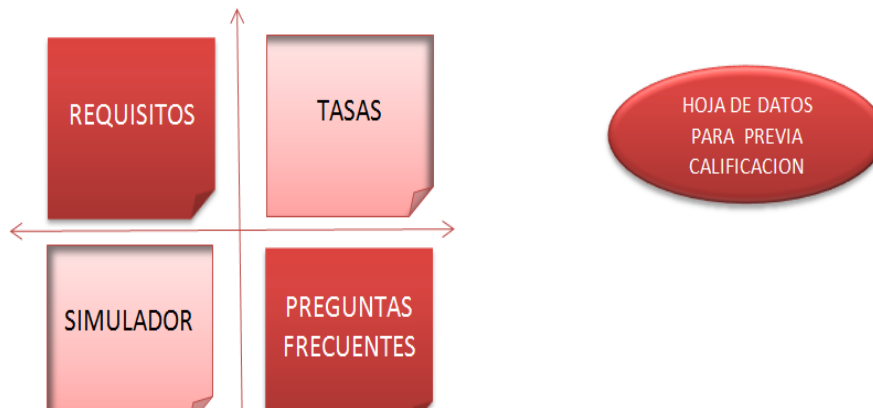 REQUISITOS
TASAS
SIMULADOR
PREGUNTAS
FRECUENTES
HOJA DE DATOS
PARA PREVIA
CALIFICACION